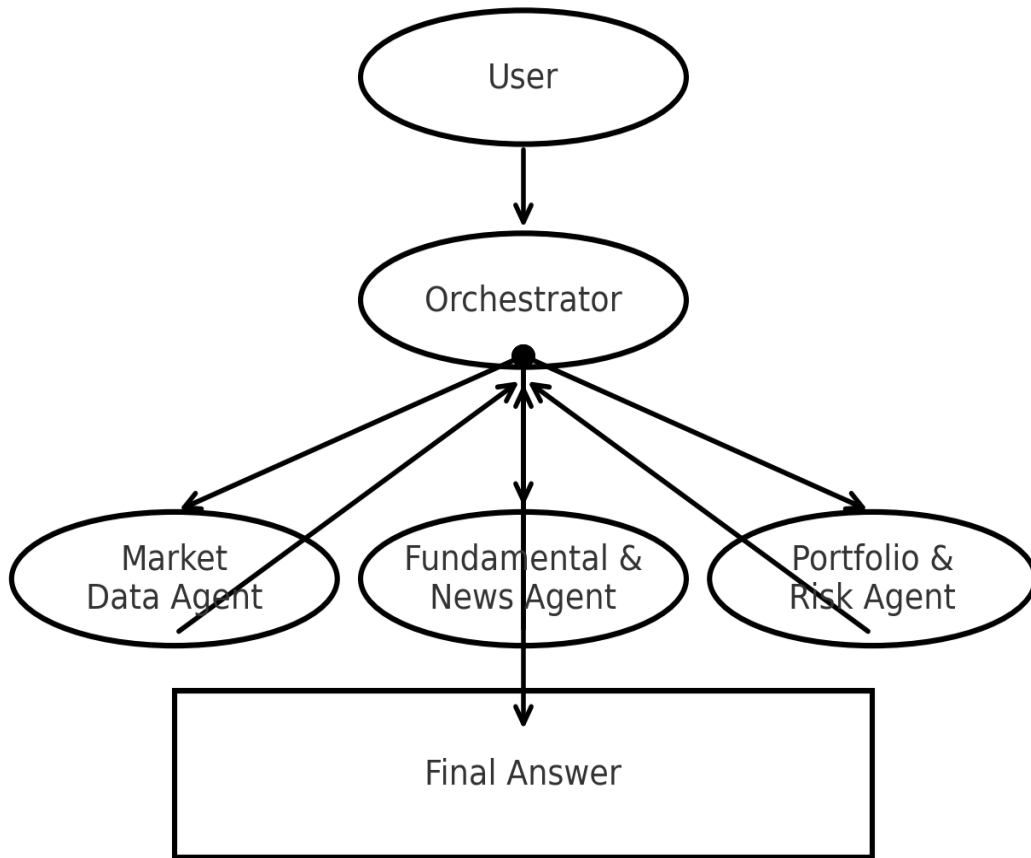 User
Orchestrator
Market
Data Agent
Fundamental &
News Agent
Portfolio &
Risk Agent
Final Answer